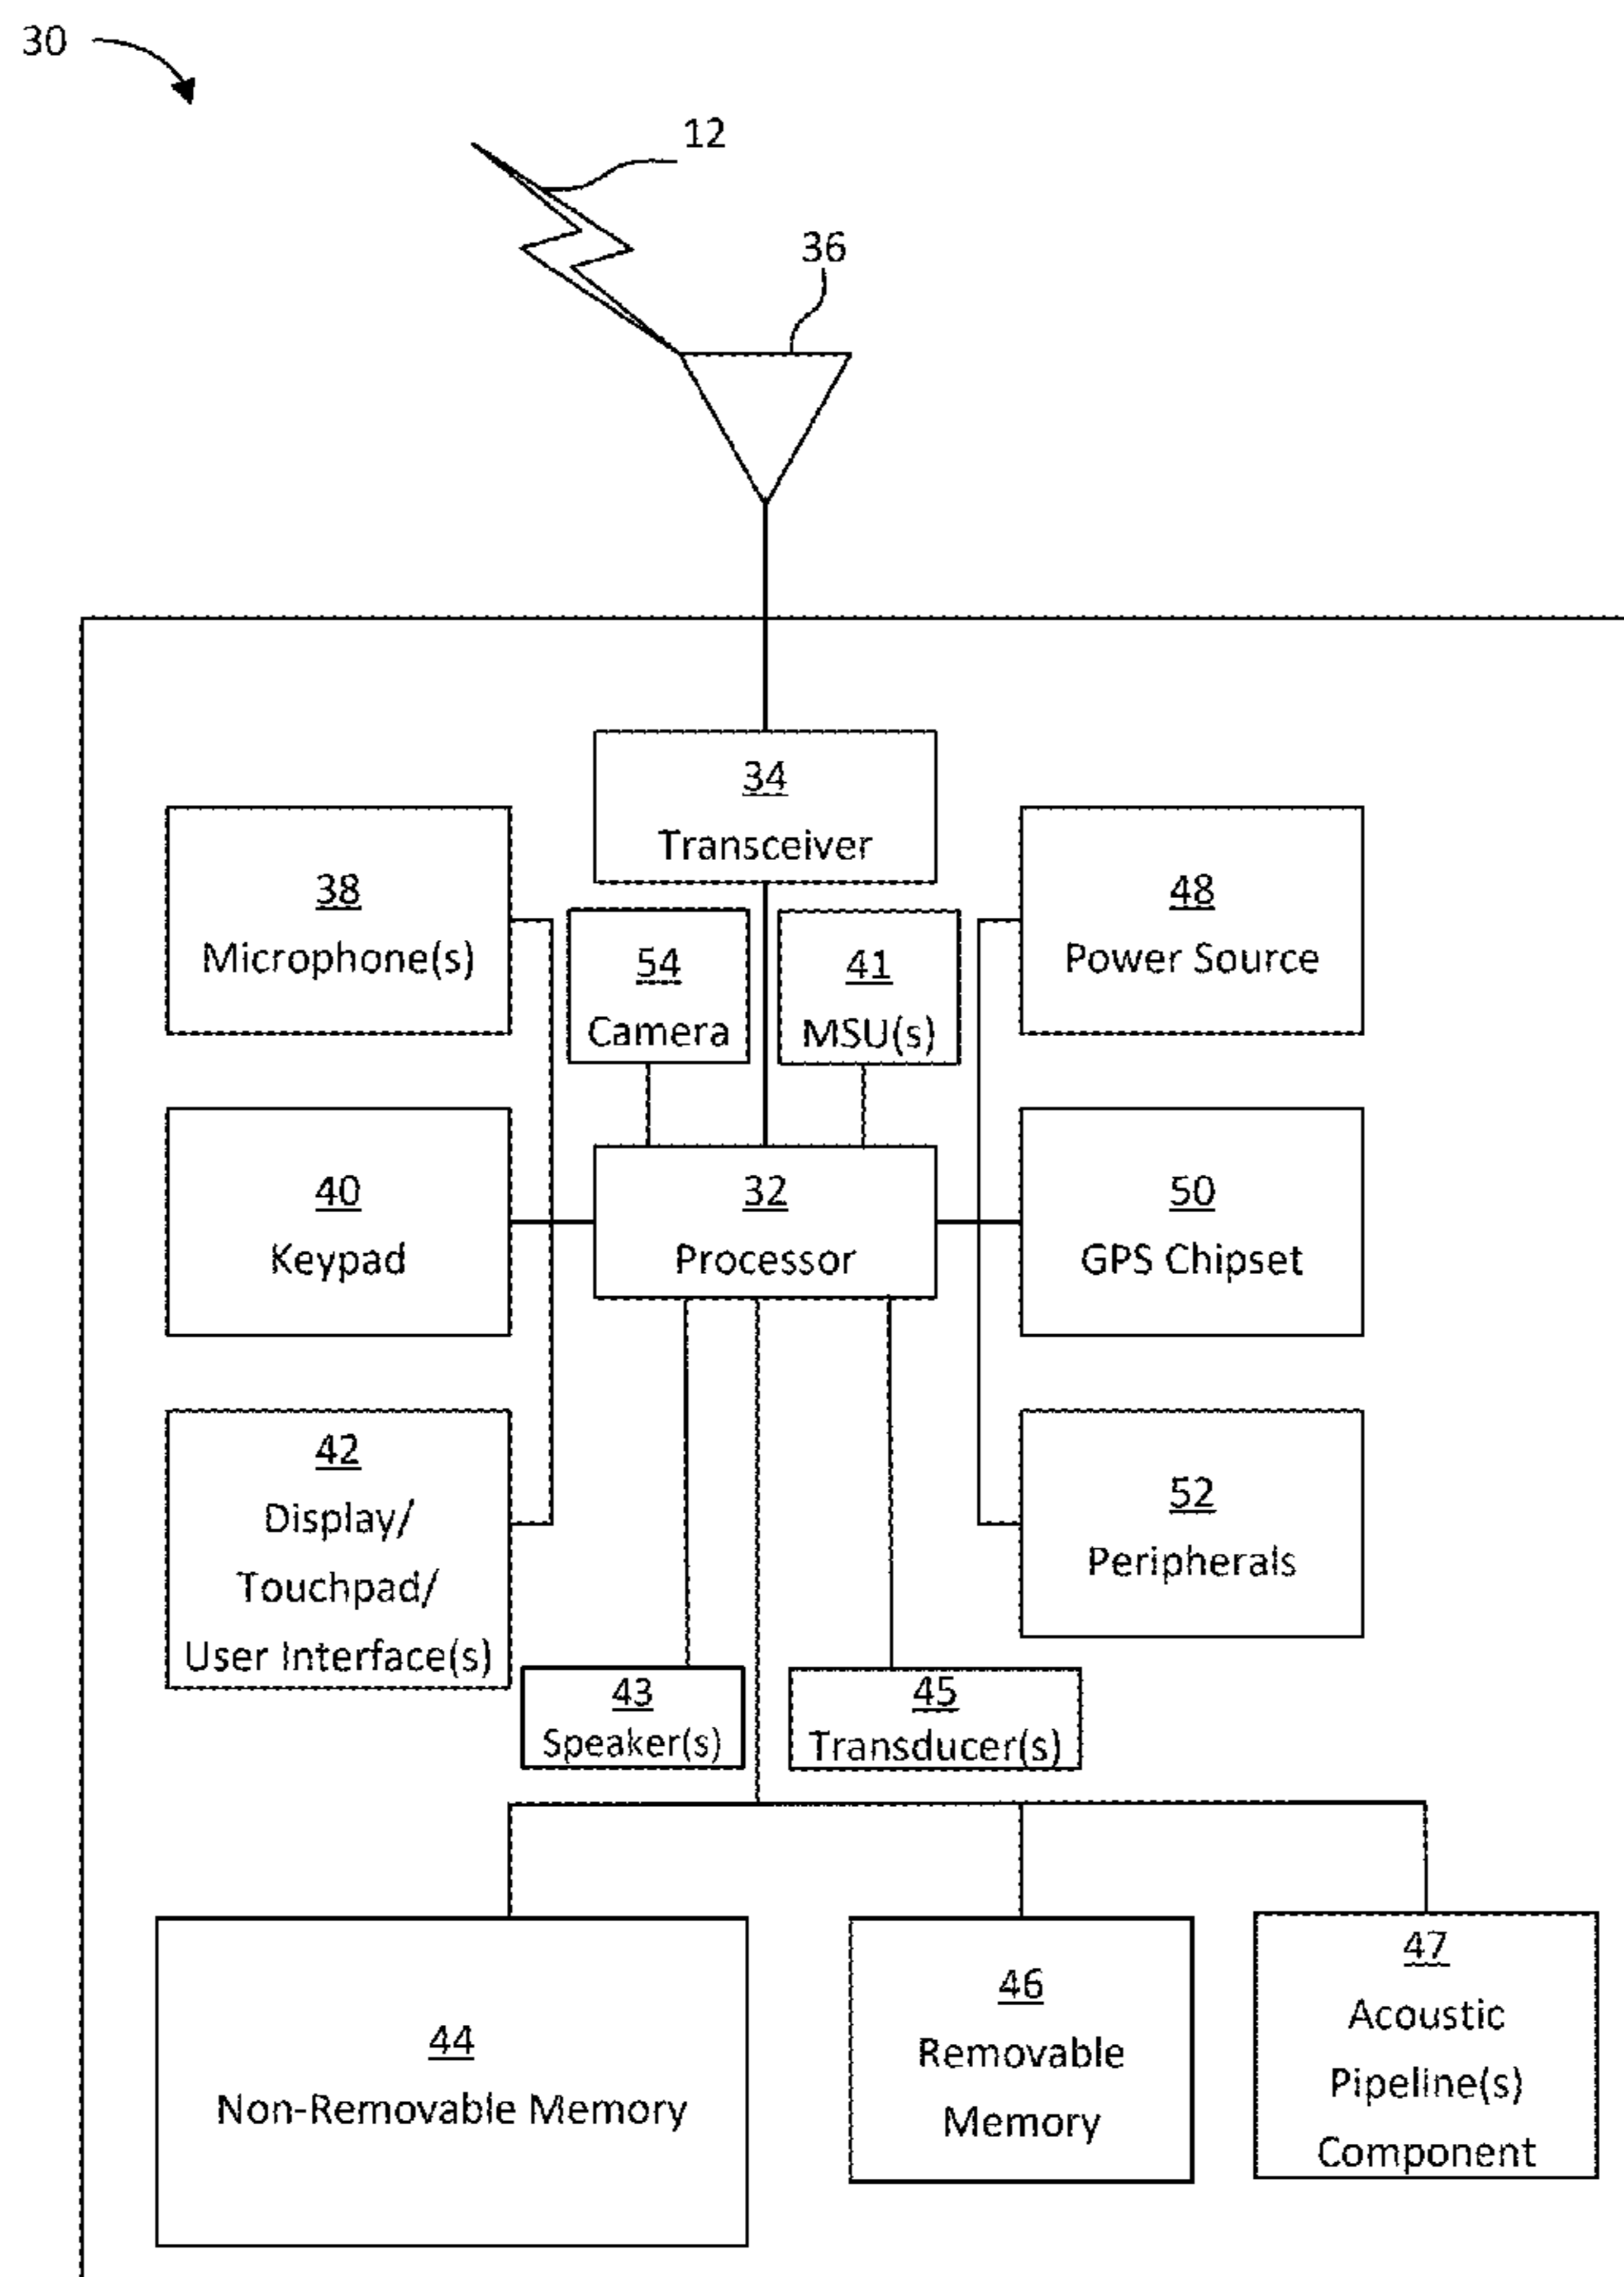 30
12
36
34
Transceiver
38
Microphone(s)
54
Camera
41
MSU(s)
48
Power Source
40
Keypad
32
Processor
50
GPS Chipset
42
Display/
Touchpad/
User Interface(s)
52
Peripherals
43
Speaker(s)
45
Transducer(s)
44
Non-Removable Memory
46
Removable
Memory
47
Acoustic
Pipeline(s)
Component